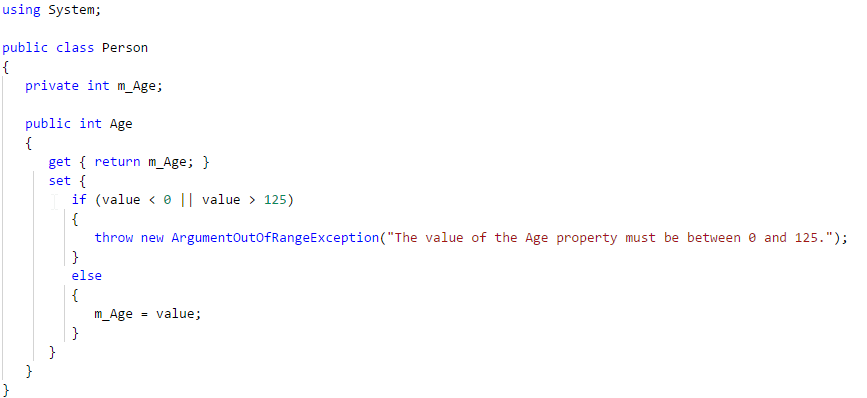 using System;
public class Person
{
private int m_Age;
public int Age
{
get { return m_Age; }
set {
if (value < 0 || value > 125)
{
throw new ArgumentOutOfRangeException("The value of the Age property must be between 0 and 125.");
}
else
{
m_Age = value;
}
}
}
}